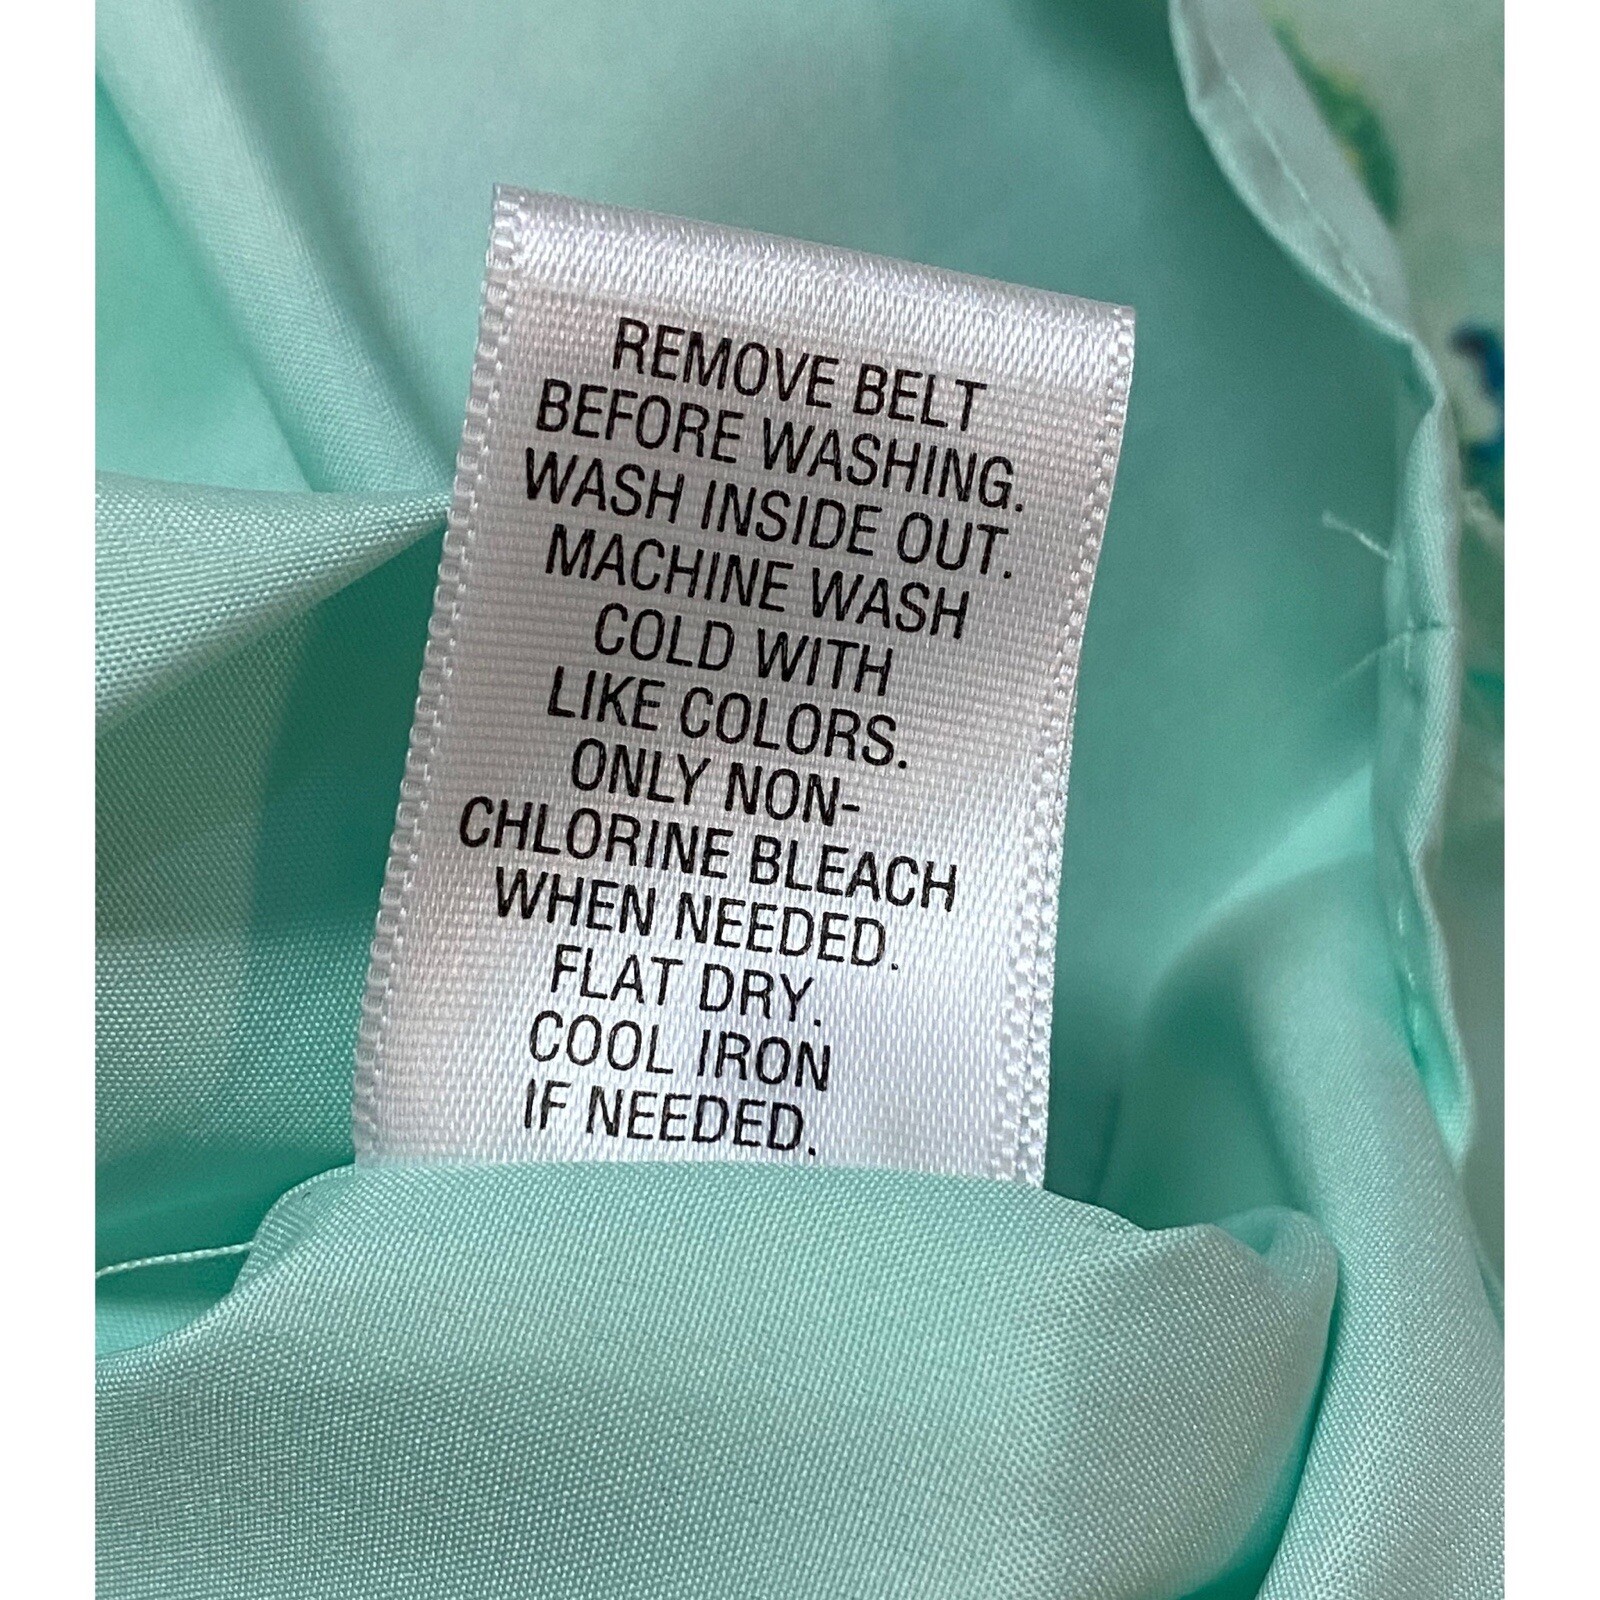 REMOVE BELT
BEFORE WASHING.
WASH INSIDE OUT.
MACHINE WASH
COLD WITH
LIKE COLORS.
ONLY NON-
CHLORINE BLEACH
WHEN NEEDED.
FLAT DRY.
COOL IRON
IF NEEDED.